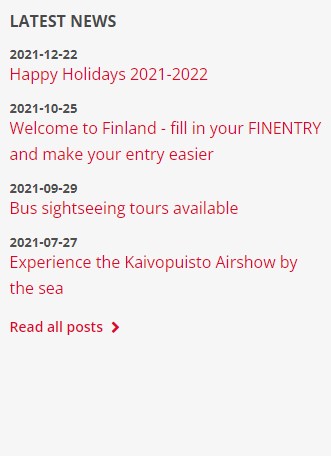 LATEST NEWS
2021-12-22
Happy Holidays 2021-2022
2021-10-25
Welcome to Finland - fill in your FINENTRY
and make your entry easier
2021-09-29
Bus sightseeing tours available
2021-07-27
Experience the Kaivopuisto Airshow by
the sea
Read all posts